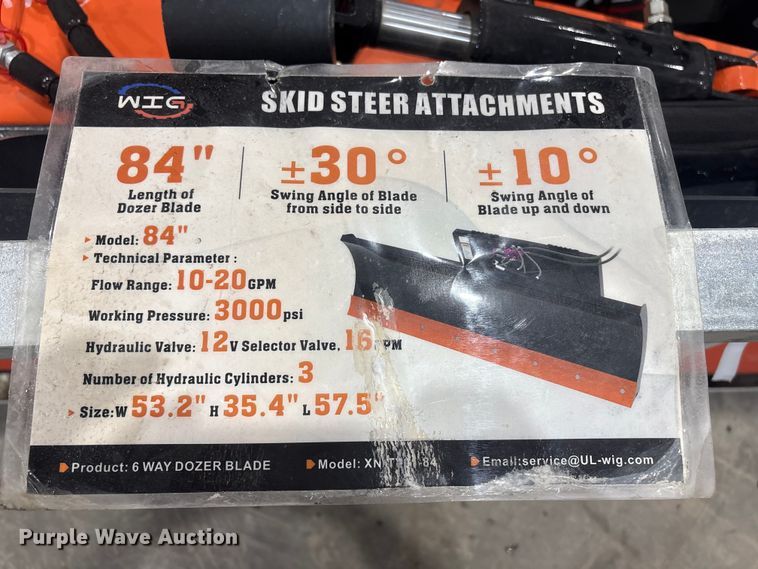 WIG
SKID STEER ATTACHMENTS
84"
Length of
Dozer Blade
±30°
Swing Angle of Blade
from side to side
±10°
Swing Angle of
Blade up and down
Model: 84"
Technical Parameter :
Flow Range: 10-20GPM
Working Pressure: 3000psi
Hydraulic Valve: 12V Selector Valve, 16GPM
Number of Hydraulic Cylinders: 3
Size:W 53.2" H 35.4" L 57.5"
Product: 6 WAY DOZER BLADE
Model:
Email:service@UL-wig.com
Purple Wave Auction